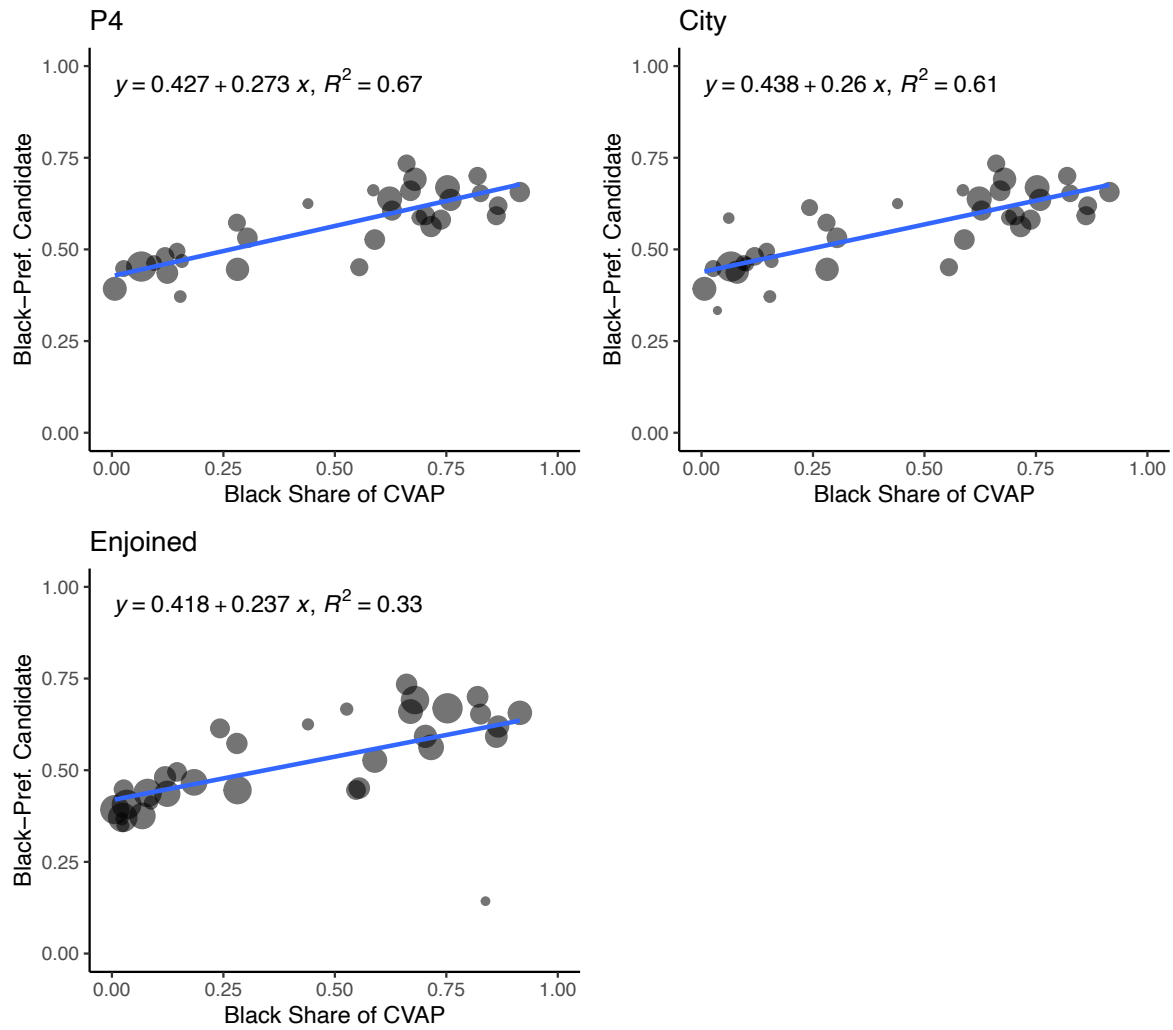 P4
y = 0.427 + 0.273 x, R² = 0.67
1.00
0.75
0.50
0.25
0.00
Black–Pref. Candidate
0.00 0.25 0.50 0.75 1.00
Black Share of CVAP
City
y = 0.438 + 0.26 x, R² = 0.61
1.00
0.75
0.50
0.25
0.00
Black–Pref. Candidate
0.00 0.25 0.50 0.75 1.00
Black Share of CVAP
Enjoined
y = 0.418 + 0.237 x, R² = 0.33
1.00
0.75
0.50
0.25
0.00
Black–Pref. Candidate
0.00 0.25 0.50 0.75 1.00
Black Share of CVAP